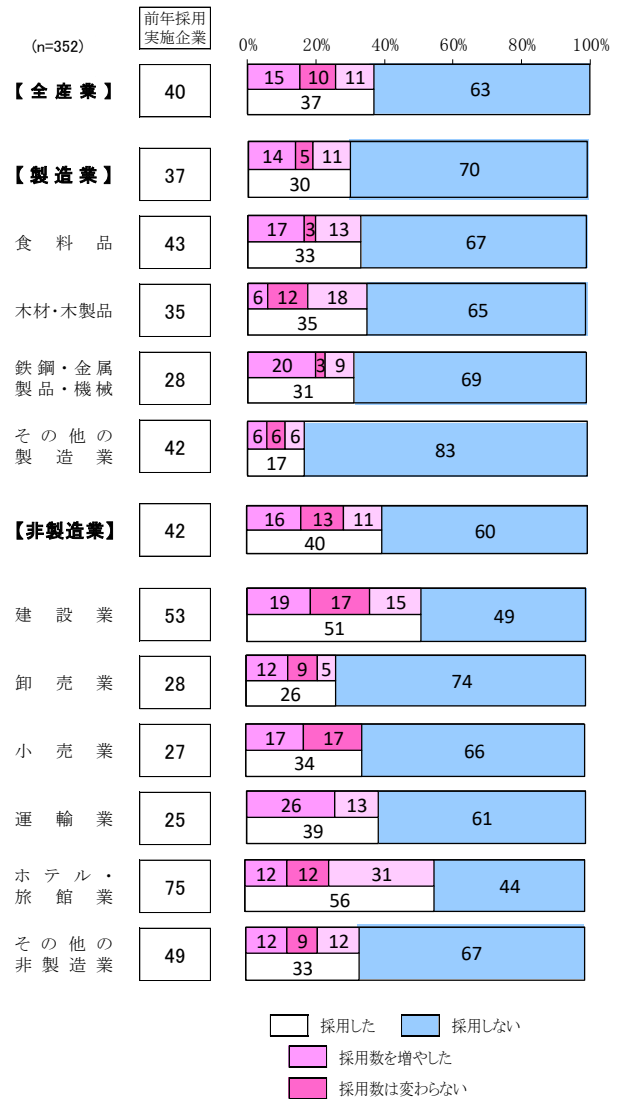 前年採用
実施企業
(n=352)
0% 20% 40% 60% 80% 100%
【全産業】 40 15 10 11 63
37
【製造業】 37 14 5 11 70
30
食料品 43 17 3 13 67
33
木材・木製品 35 6 12 18 65
35
鉄鋼・金属
製品・機械 28 20 3 9 69
31
その他の
製造業 42 6 6 6 83
17
【非製造業】 42 16 13 11 60
40
建設業 53 19 17 15 49
51
卸売業 28 12 9 5 74
26
小売業 27 17 17 66
34
運輸業 25 26 13 61
39
ホテル・
旅館業 75 12 12 31 44
56
その他の
非製造業 49 12 9 12 67
33
採用した 採用しない
採用数を増やした
採用数は変わらない